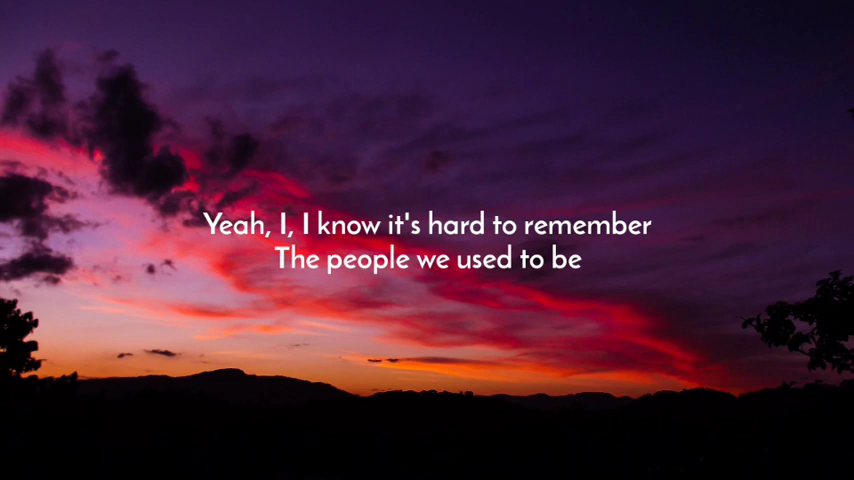 Yeah, I, I know it's hard to remember
The people we used to be